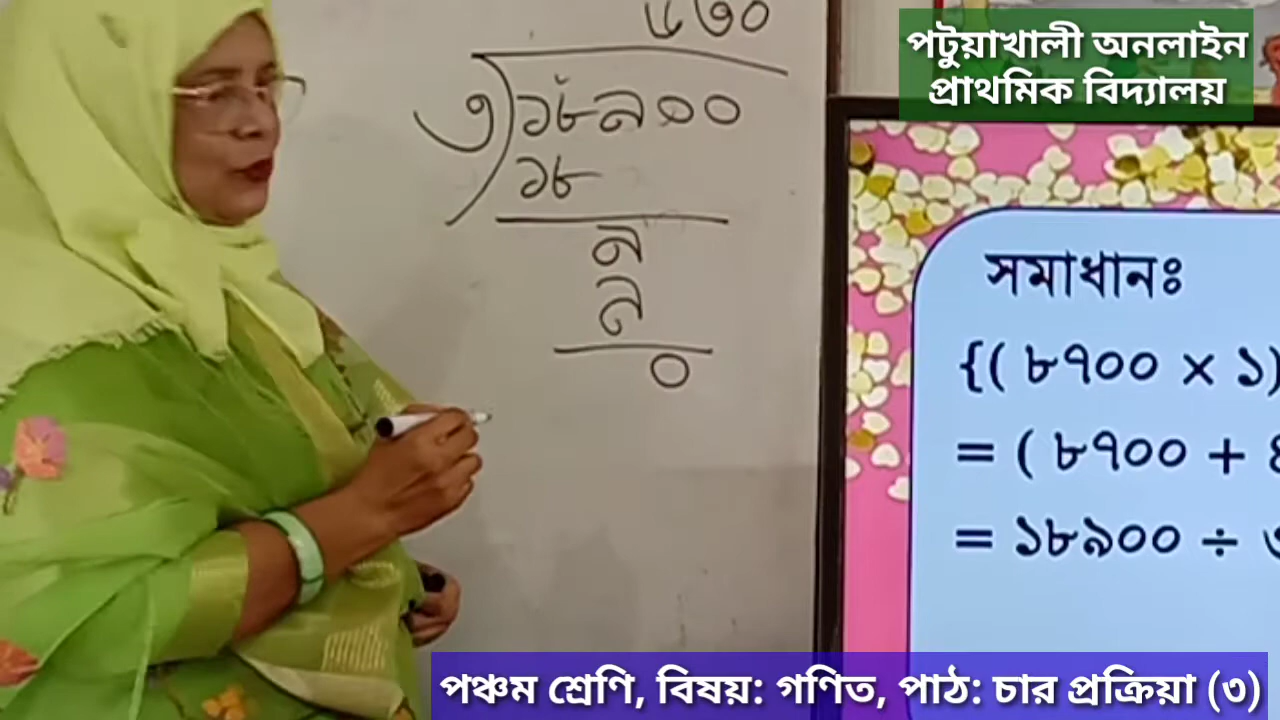 পটুয়াখালী অনলাইন
প্রাথমিক বিদ্যালয়
৬৩০
৩)১৮৯০০
১৮
৯
৯
০
সমাধানঃ
{( ৮৭০০ × ১)
= ( ৮৭০০ +
= ১৮৯০০ ÷
পঞ্চম শ্রেণি, বিষয়: গণিত, পাঠ: চার প্রক্রিয়া (৩)